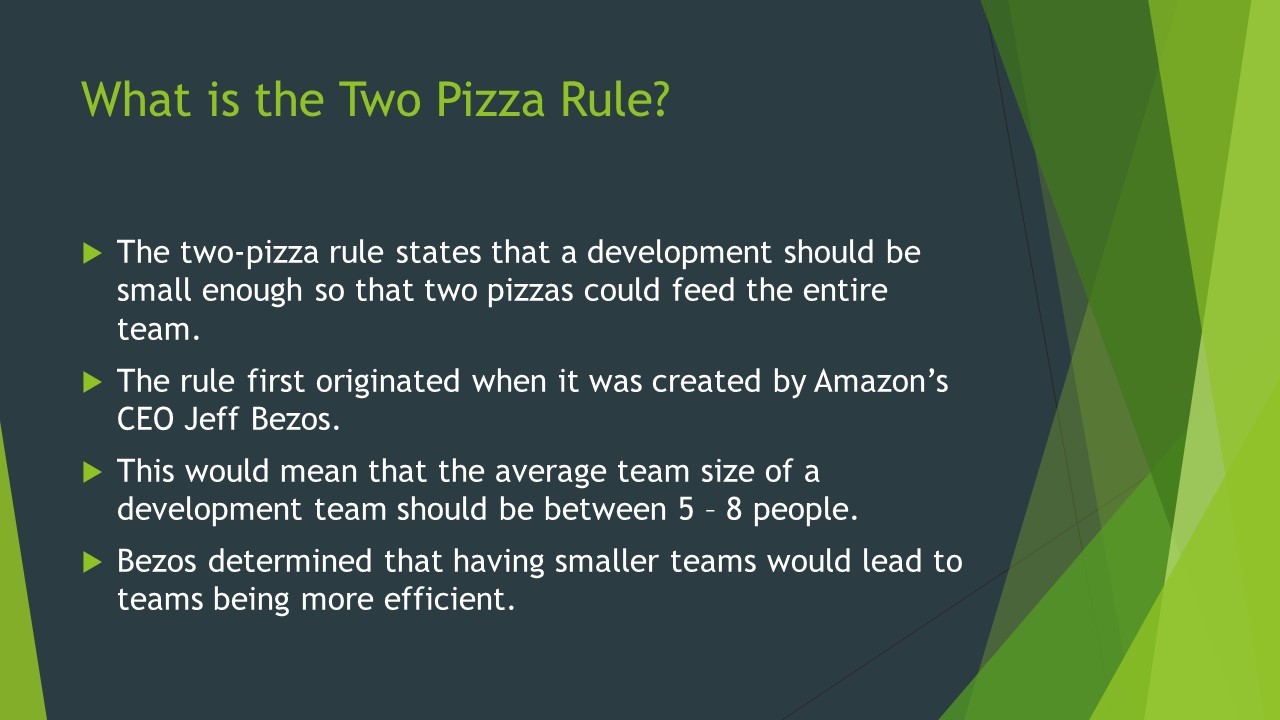 What is the Two Pizza Rule?
The two-pizza rule states that a development should be
small enough so that two pizzas could feed the entire
team.
The rule first originated when it was created by Amazon’s
CEO Jeff Bezos.
This would mean that the average team size of a
development team should be between 5 – 8 people.
Bezos determined that having smaller teams would lead to
teams being more efficient.